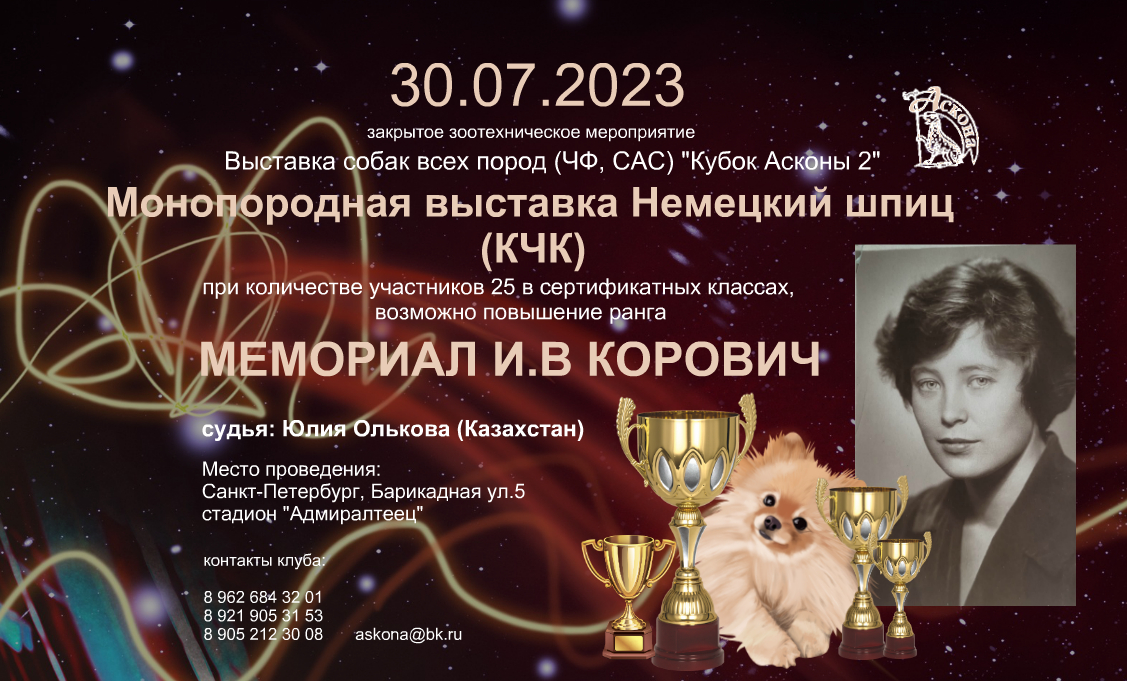 30.07.2023
закрытое зоотехническое мероприятие
Выставка собак всех пород (ЧФ, САС) "Кубок Асконы 2"
Аскона
Монопородная выставка Немецкий шпиц
(КЧК)
при количестве участников 25 в сертификатных классах,
возможно повышение ранга
МЕМОРИАЛ И.В КОРОВИЧ
судья: Юлия Олькова (Казахстан)
Место проведения:
Санкт-Петербург, Барикадная ул.5
стадион "Адмиралтеец"
контакты клуба:
8 962 684 32 01
8 921 905 31 53
8 905 212 30 08 askona@bk.ru